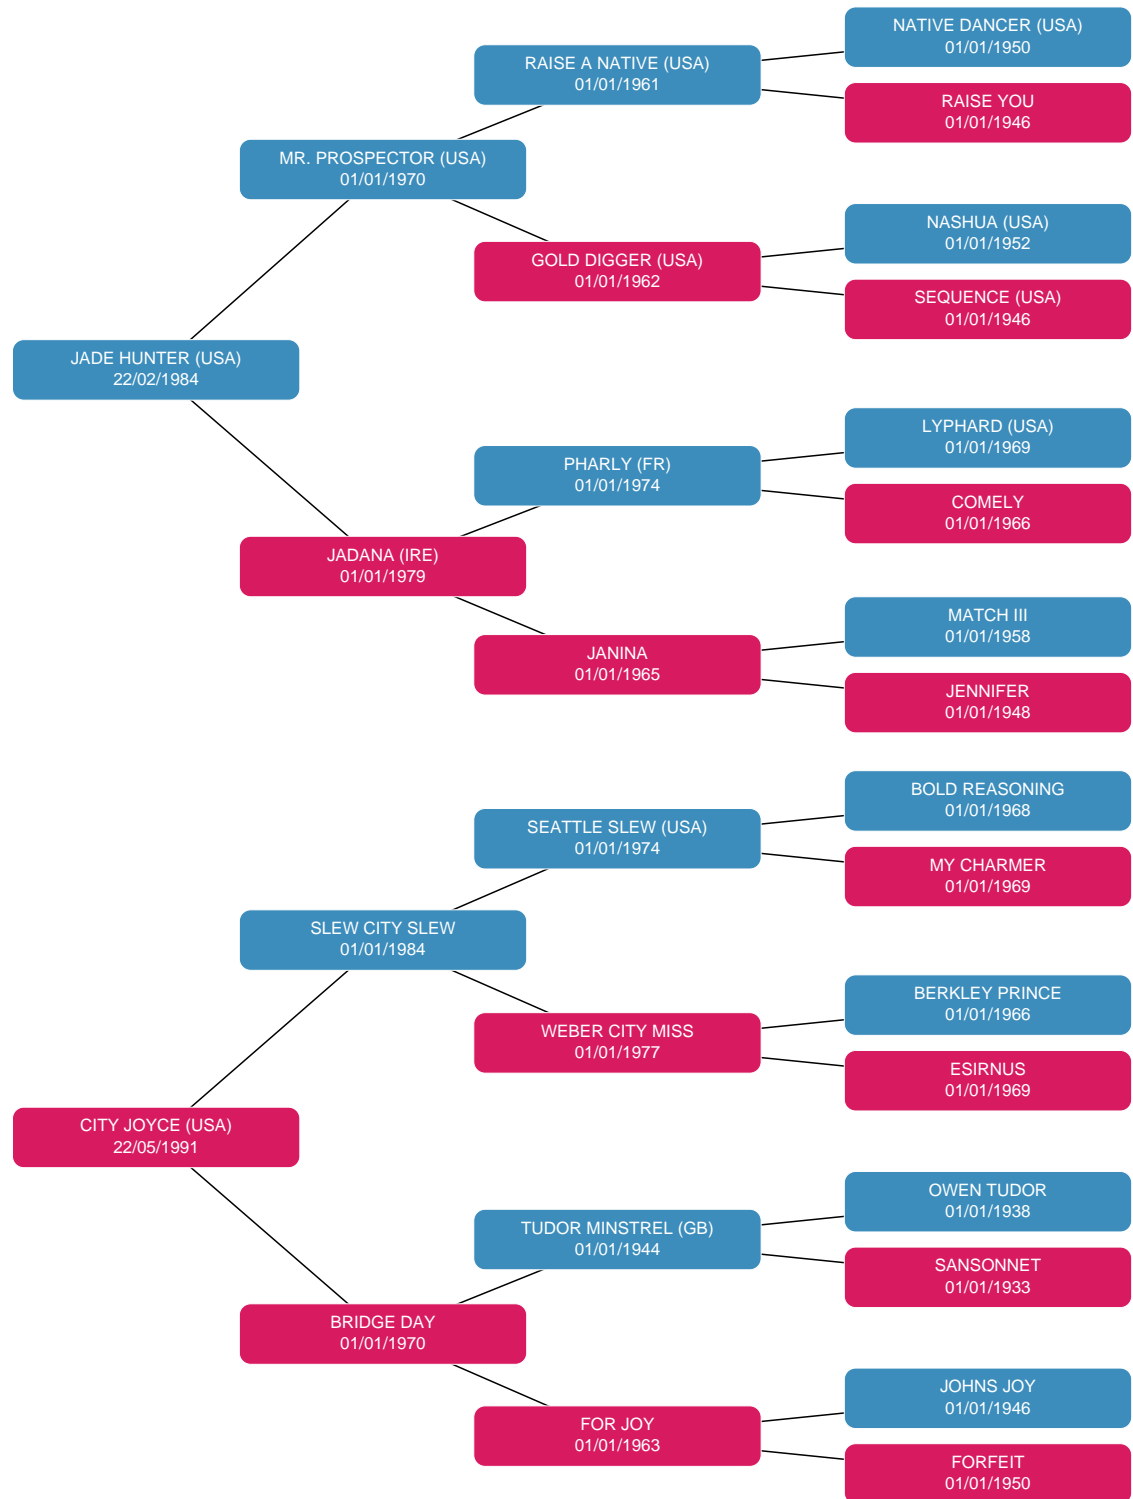 NATIVE DANCER (USA)
01/01/1950
RAISE A NATIVE (USA)
01/01/1961
RAISE YOU
01/01/1946
MR. PROSPECTOR (USA)
01/01/1970
NASHUA (USA)
01/01/1952
GOLD DIGGER (USA)
01/01/1962
SEQUENCE (USA)
01/01/1946
JADE HUNTER (USA)
22/02/1984
LYPHARD (USA)
01/01/1969
PHARLY (FR)
01/01/1974
COMELY
01/01/1966
JADANA (IRE)
01/01/1979
MATCH III
01/01/1958
JANINA
01/01/1965
JENNIFER
01/01/1948
BOLD REASONING
01/01/1968
SEATTLE SLEW (USA)
01/01/1974
MY CHARMER
01/01/1969
SLEW CITY SLEW
01/01/1984
BERKLEY PRINCE
01/01/1966
WEBER CITY MISS
01/01/1977
ESIRNUS
01/01/1969
CITY JOYCE (USA)
22/05/1991
OWEN TUDOR
01/01/1938
TUDOR MINSTREL (GB)
01/01/1944
SANSONNET
01/01/1933
BRIDGE DAY
01/01/1970
JOHNS JOY
01/01/1946
FOR JOY
01/01/1963
FORFEIT
01/01/1950